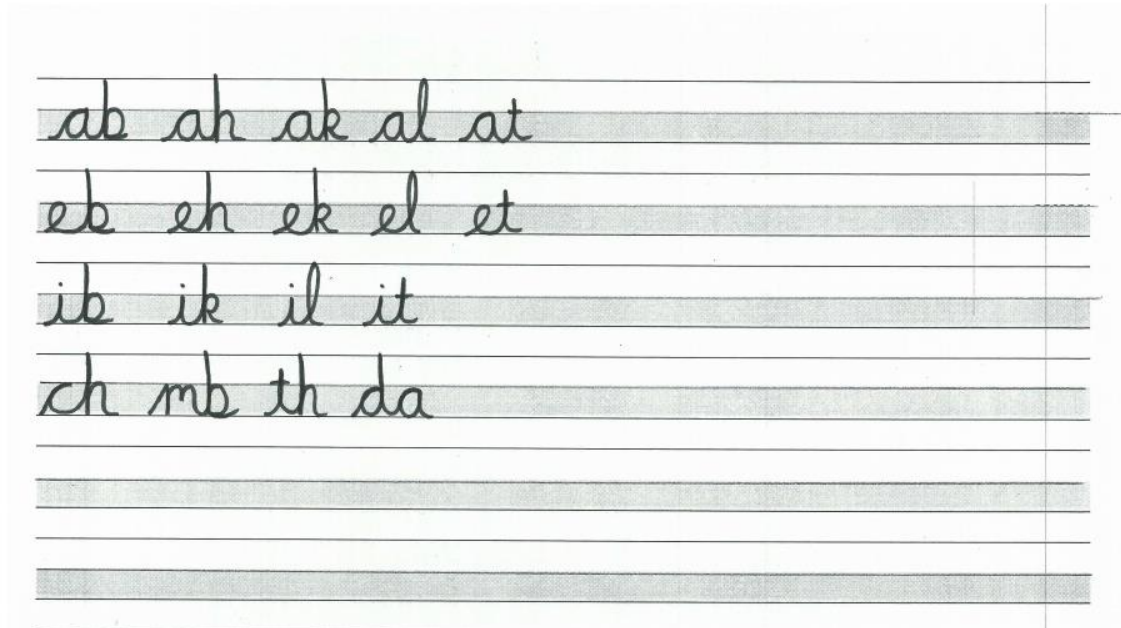 ab ah ak al at
eb eh ek el et
ib ik il it
ch mb th da